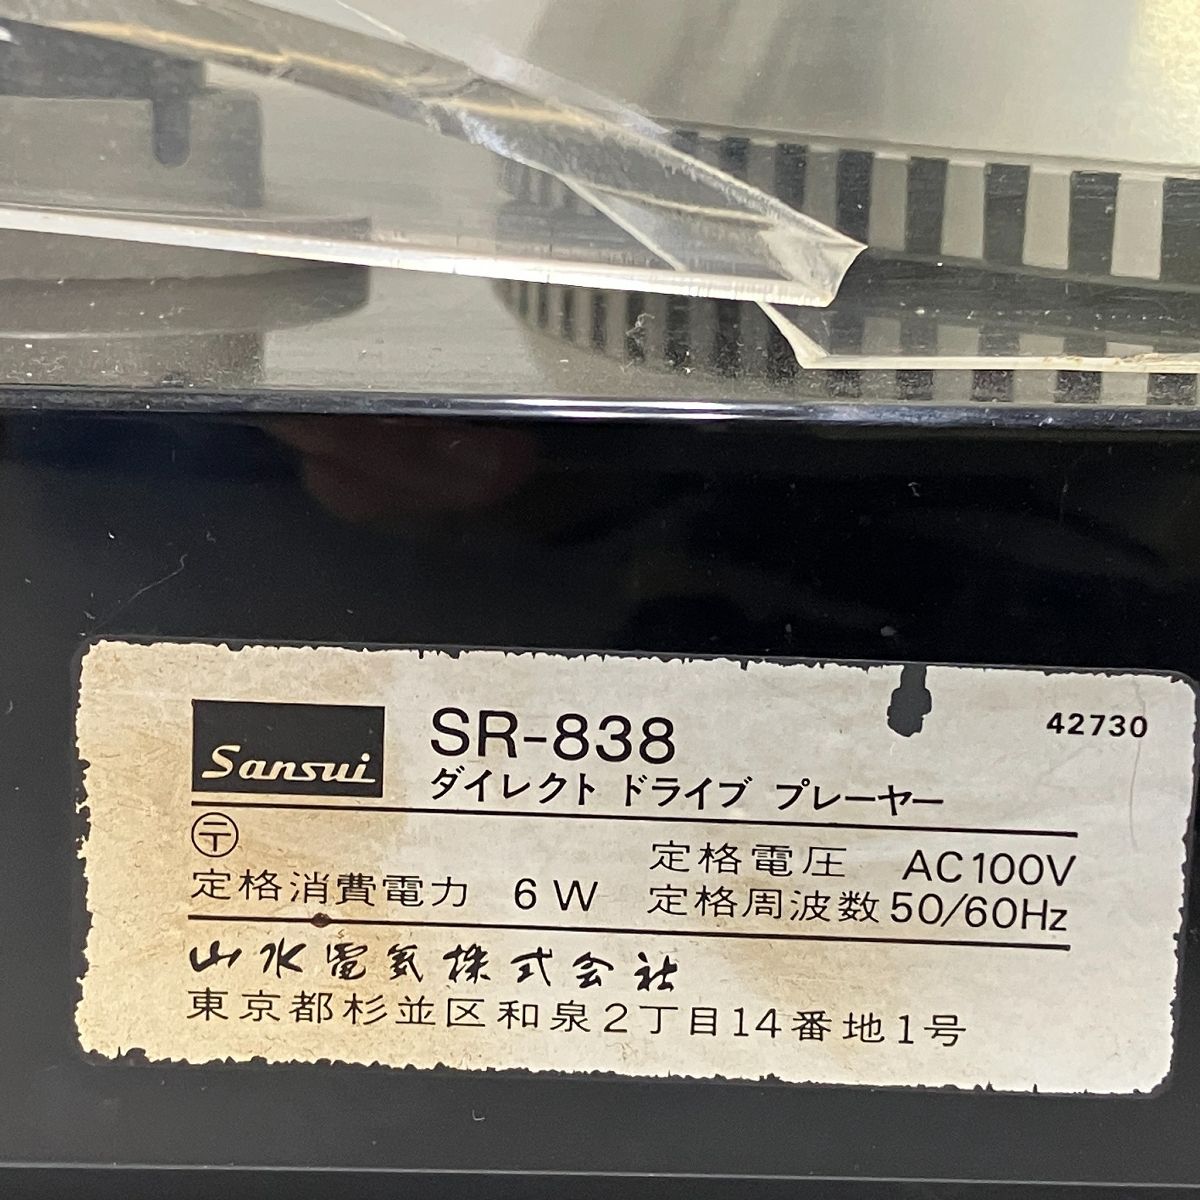 Sansui
SR-838
42730
ダイレクト ドライブ プレーヤー
〶
定格電圧 AC100V
定格消費電力 6W 定格周波数 50/60Hz
山水電気株式会社
東京都杉並区和泉2丁目14番地1号